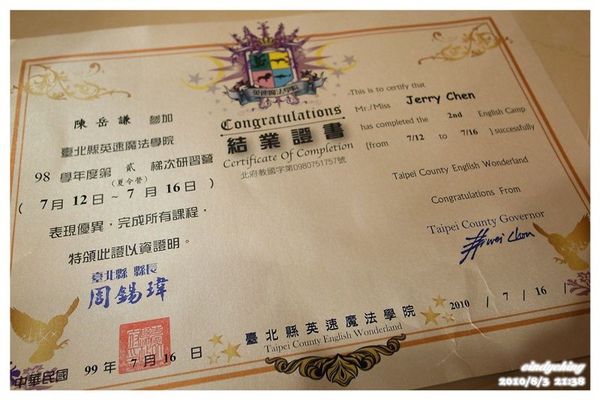 英速魔法學院
Congratulations
結業證書
Certificate Of Completion
北府教國字第0980751757號
陳岳謙 參加
臺北縣英速魔法學院
98 學年度第 貳 梯次研習營
(夏令營)
( 7月12日~7月16日 )
表現優異,完成所有課程,
特頒此證以資證明。
臺北縣 縣長
周錫瑋
中華民國 99年 7月16日
This is to certify that
Mr./Miss Jerry Chen
has completed the 2nd English Camp
(from 7/12 to 7/16) successfully
Taipei County English Wonderland
Congratulations From
Taipei County Governor
2010 / 7 / 16
臺北縣英速魔法學院
Taipei County English Wonderland
cindyching
2010/8/3 21:38